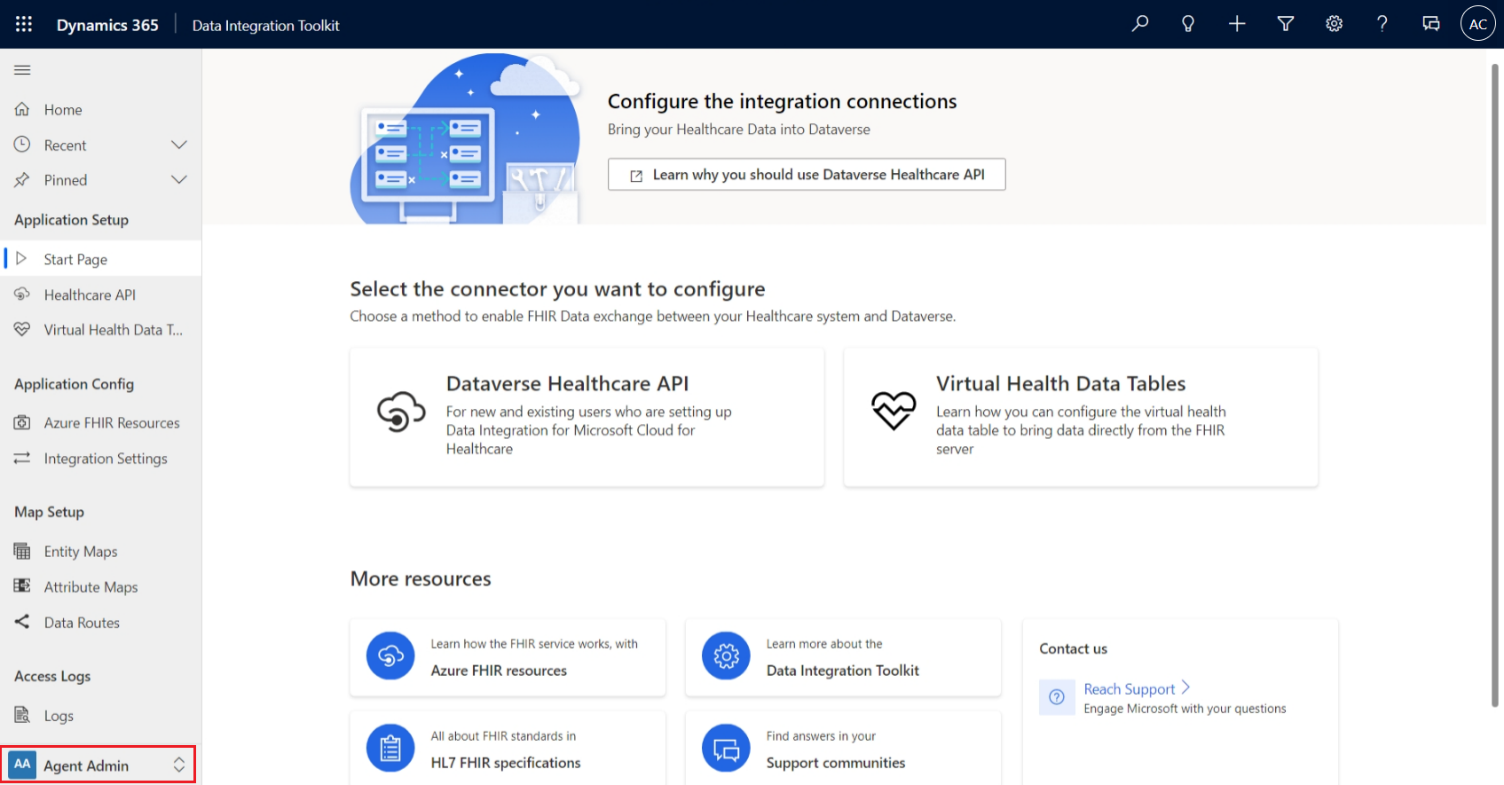 Dynamics 365
Data Integration Toolkit
AC
Home
Recent
Pinned
Application Setup
Start Page
Healthcare API
Virtual Health Data T...
Application Config
Azure FHIR Resources
Integration Settings
Map Setup
Entity Maps
Attribute Maps
Data Routes
Access Logs
Logs
AA
Agent Admin
Configure the integration connections
Bring your Healthcare Data into Dataverse
Learn why you should use Dataverse Healthcare API
Select the connector you want to configure
Choose a method to enable FHIR Data exchange between your Healthcare system and Dataverse.
Dataverse Healthcare API
For new and existing users who are setting up
Data Integration for Microsoft Cloud for
Healthcare
Virtual Health Data Tables
Learn how you can configure the virtual health
data table to bring data directly from the FHIR
server
More resources
Learn how the FHIR service works, with
Azure FHIR resources
Learn more about the
Data Integration Toolkit
All about FHIR standards in
HL7 FHIR specifications
Find answers in your
Support communities
Contact us
Reach Support
Engage Microsoft with your questions